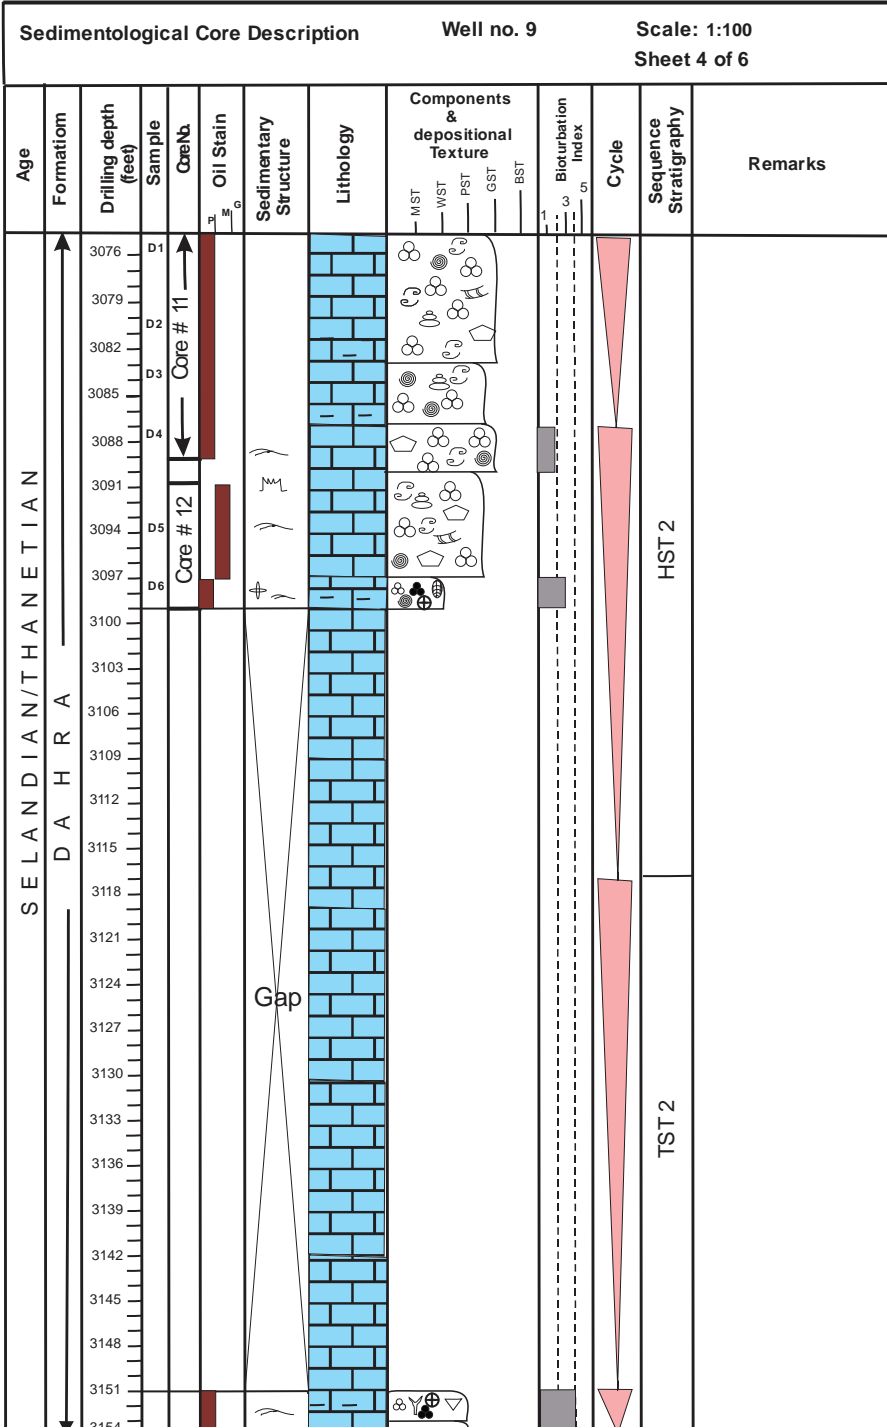 Sedimentological Core Description
Well no. 9
Scale: 1:100
Sheet 4 of 6
Age
Formatiom
Drilling depth
(feet)
Sample
Core No.
Oil Stain
P M G
Sedimentary
Structure
Lithology
Components
&
depositional
Texture
MST
WST
PST
GST
BST
Bioturbation
Index
1 3 5
Cycle
Sequence
Stratigraphy
Remarks
SELANDIAN/THANETIAN
DAHRA
3076
3079
3082
3085
3088
3091
3094
3097
3100
3103
3106
3109
3112
3115
3118
3121
3124
3127
3130
3133
3136
3139
3142
3145
3148
3151
3154
D1
D2
D3
D4
D5
D6
Core # 11
Core # 12
Gap
HST 2
TST 2